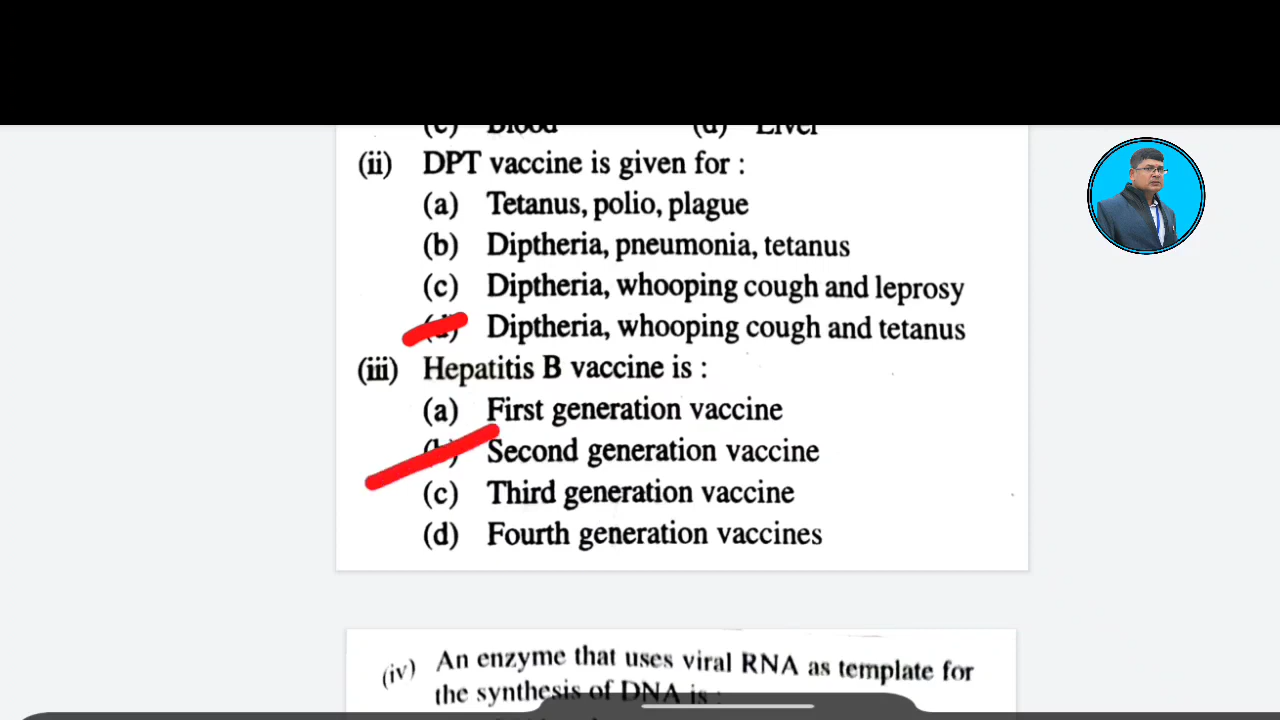 (c) Blood (d) Liver
(ii) DPT vaccine is given for :
(a) Tetanus, polio, plague
(b) Diptheria, pneumonia, tetanus
(c) Diptheria, whooping cough and leprosy
(d) Diptheria, whooping cough and tetanus
(iii) Hepatitis B vaccine is :
(a) First generation vaccine
(b) Second generation vaccine
(c) Third generation vaccine
(d) Fourth generation vaccines
(iv) An enzyme that uses viral RNA as template for
the synthesis of DNA is :